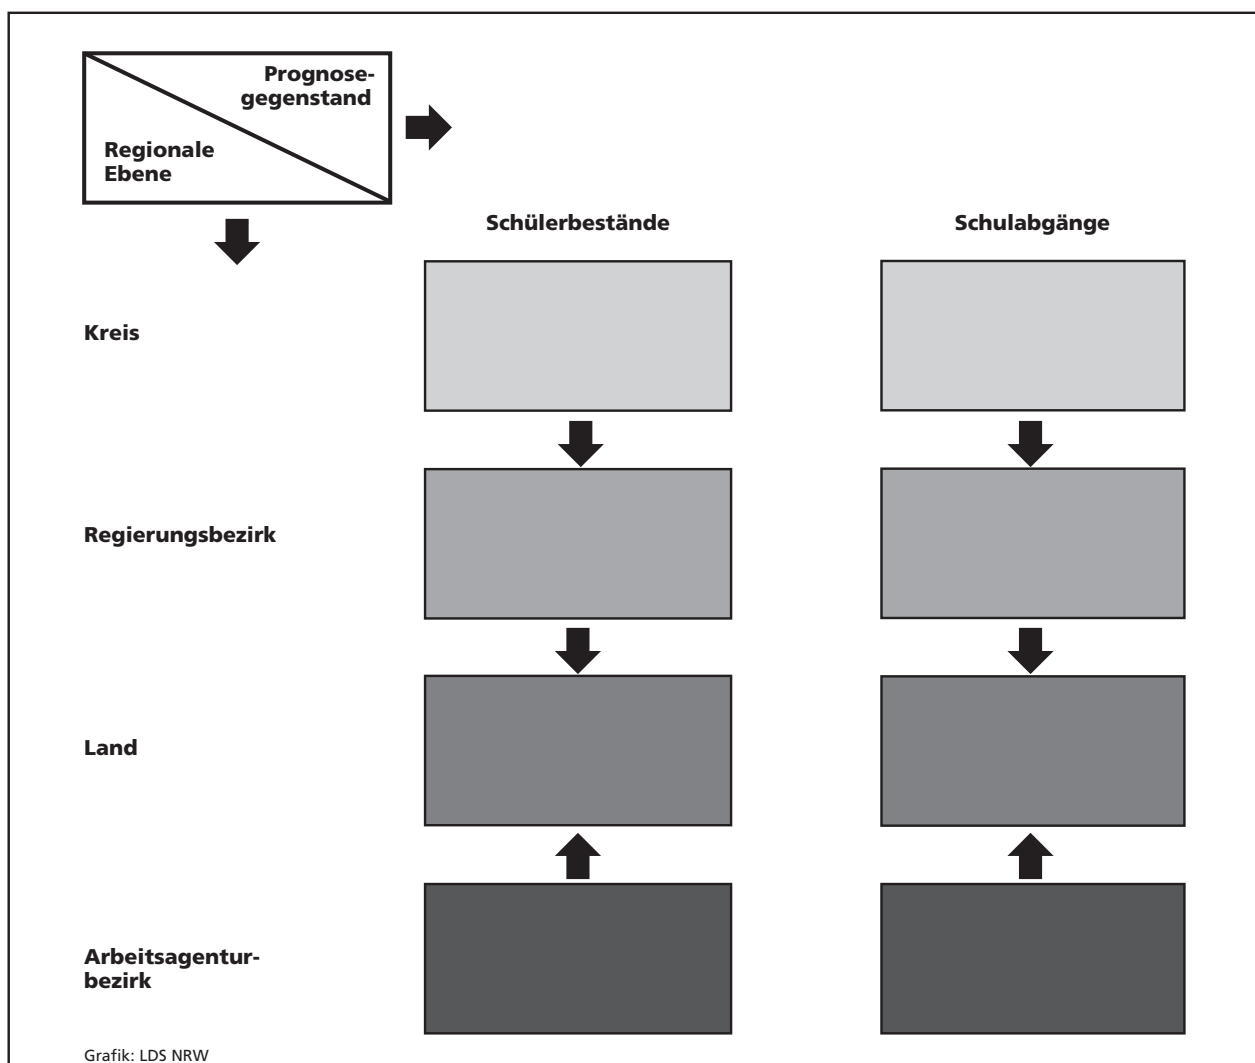 Prognose-
gegenstand
Regionale
Ebene
Schülerbestände
Schulabgänge
Kreis
Regierungsbezirk
Land
Arbeitsagentur-
bezirk
Grafik: LDS NRW